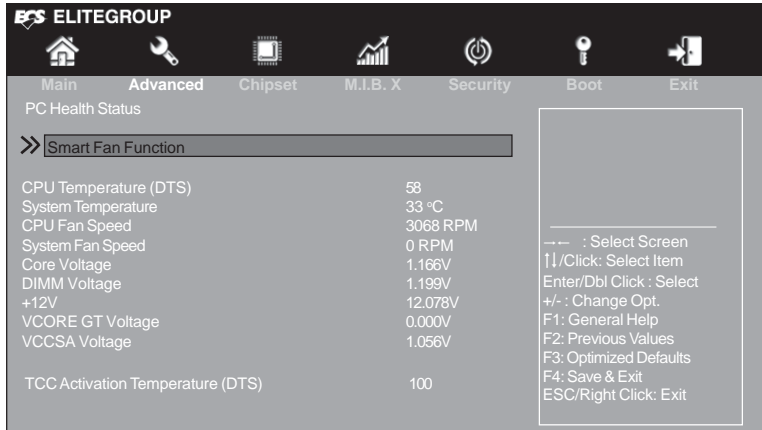 ECS ELITEGROUP
Main Advanced Chipset M.I.B. X Security Boot Exit
PC Health Status
Smart Fan Function
CPU Temperature (DTS) 58
System Temperature 33 °C
CPU Fan Speed 3068 RPM
System Fan Speed 0 RPM
Core Voltage 1.166V
DIMM Voltage 1.199V
+12V 12.078V
VCORE GT Voltage 0.000V
VCCSA Voltage 1.056V
TCC Activation Temperature (DTS) 100
→← : Select Screen
↑↓/Click: Select Item
Enter/Dbl Click : Select
+/- : Change Opt.
F1: General Help
F2: Previous Values
F3: Optimized Defaults
F4: Save & Exit
ESC/Right Click: Exit